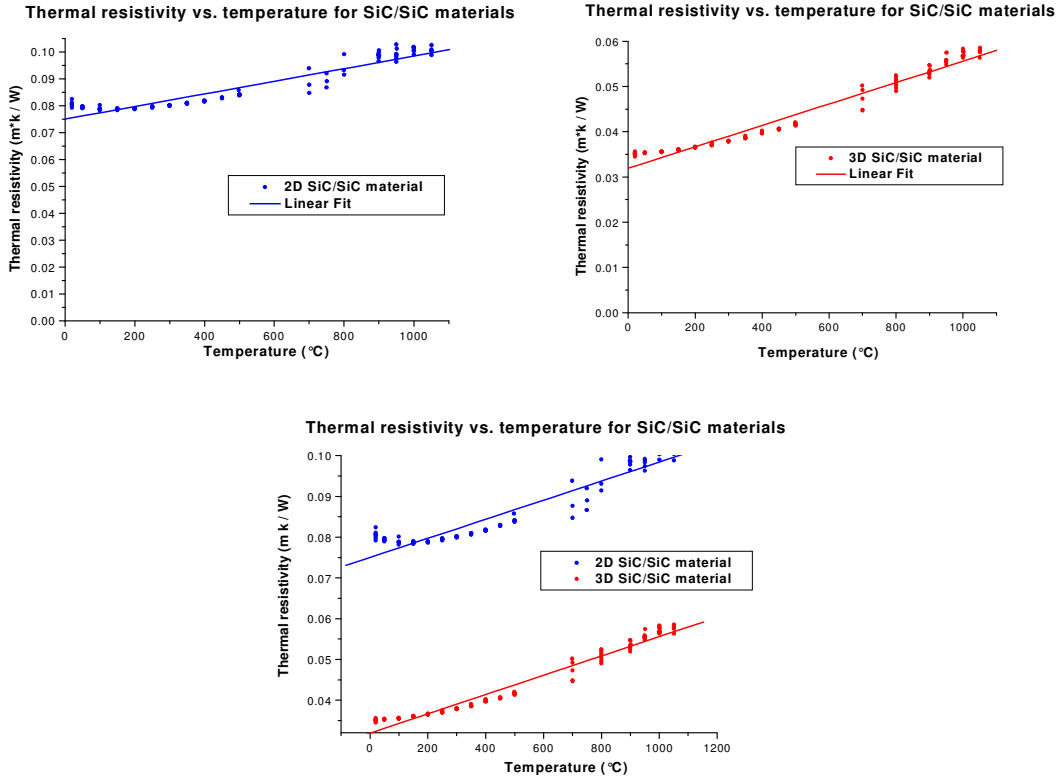 Thermal resistivity vs. temperature for SiC/SiC materials
Thermal resistivity (m*k / W)
0.10
0.09
0.08
0.07
0.06
0.05
0.04
0.03
0.02
0.01
0.00
2D SiC/SiC material
Linear Fit
0 200 400 600 800 1000
Temperature (°C)
Thermal resistivity vs. temperature for SiC/SiC materials
Thermal resistivity (m*k / W)
0.06
0.05
0.04
0.03
0.02
0.01
0.00
3D SiC/SiC material
Linear Fit
0 200 400 600 800 1000
Temperature (°C)
Thermal resistivity vs. temperature for SiC/SiC materials
Thermal resistivity (m k / W)
0.10
0.09
0.08
0.07
0.06
0.05
0.04
2D SiC/SiC material
3D SiC/SiC material
0 200 400 600 800 1000 1200
Temperature (°C)